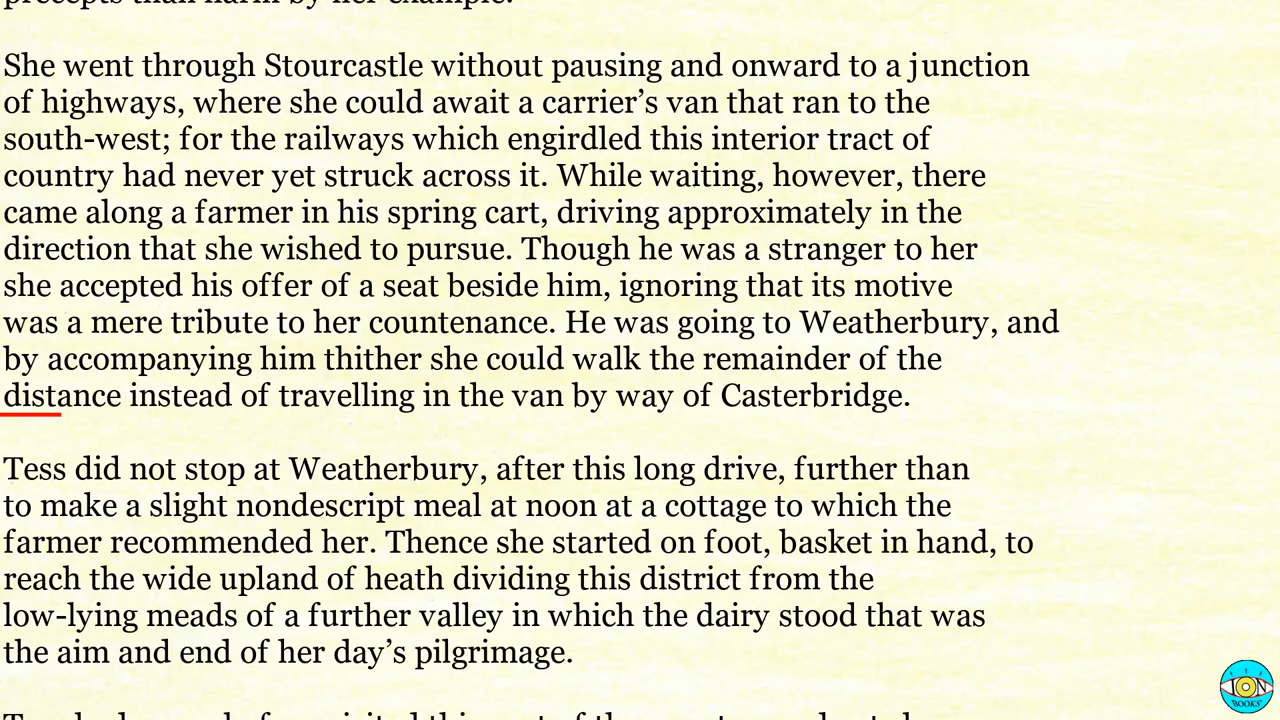 precepts than harm by her example.
She went through Stourcastle without pausing and onward to a junction
of highways, where she could await a carrier’s van that ran to the
south-west; for the railways which engirdled this interior tract of
country had never yet struck across it. While waiting, however, there
came along a farmer in his spring cart, driving approximately in the
direction that she wished to pursue. Though he was a stranger to her
she accepted his offer of a seat beside him, ignoring that its motive
was a mere tribute to her countenance. He was going to Weatherbury, and
by accompanying him thither she could walk the remainder of the
distance instead of travelling in the van by way of Casterbridge.
Tess did not stop at Weatherbury, after this long drive, further than
to make a slight nondescript meal at noon at a cottage to which the
farmer recommended her. Thence she started on foot, basket in hand, to
reach the wide upland of heath dividing this district from the
low-lying meads of a further valley in which the dairy stood that was
the aim and end of her day’s pilgrimage.
ION
BOOKS